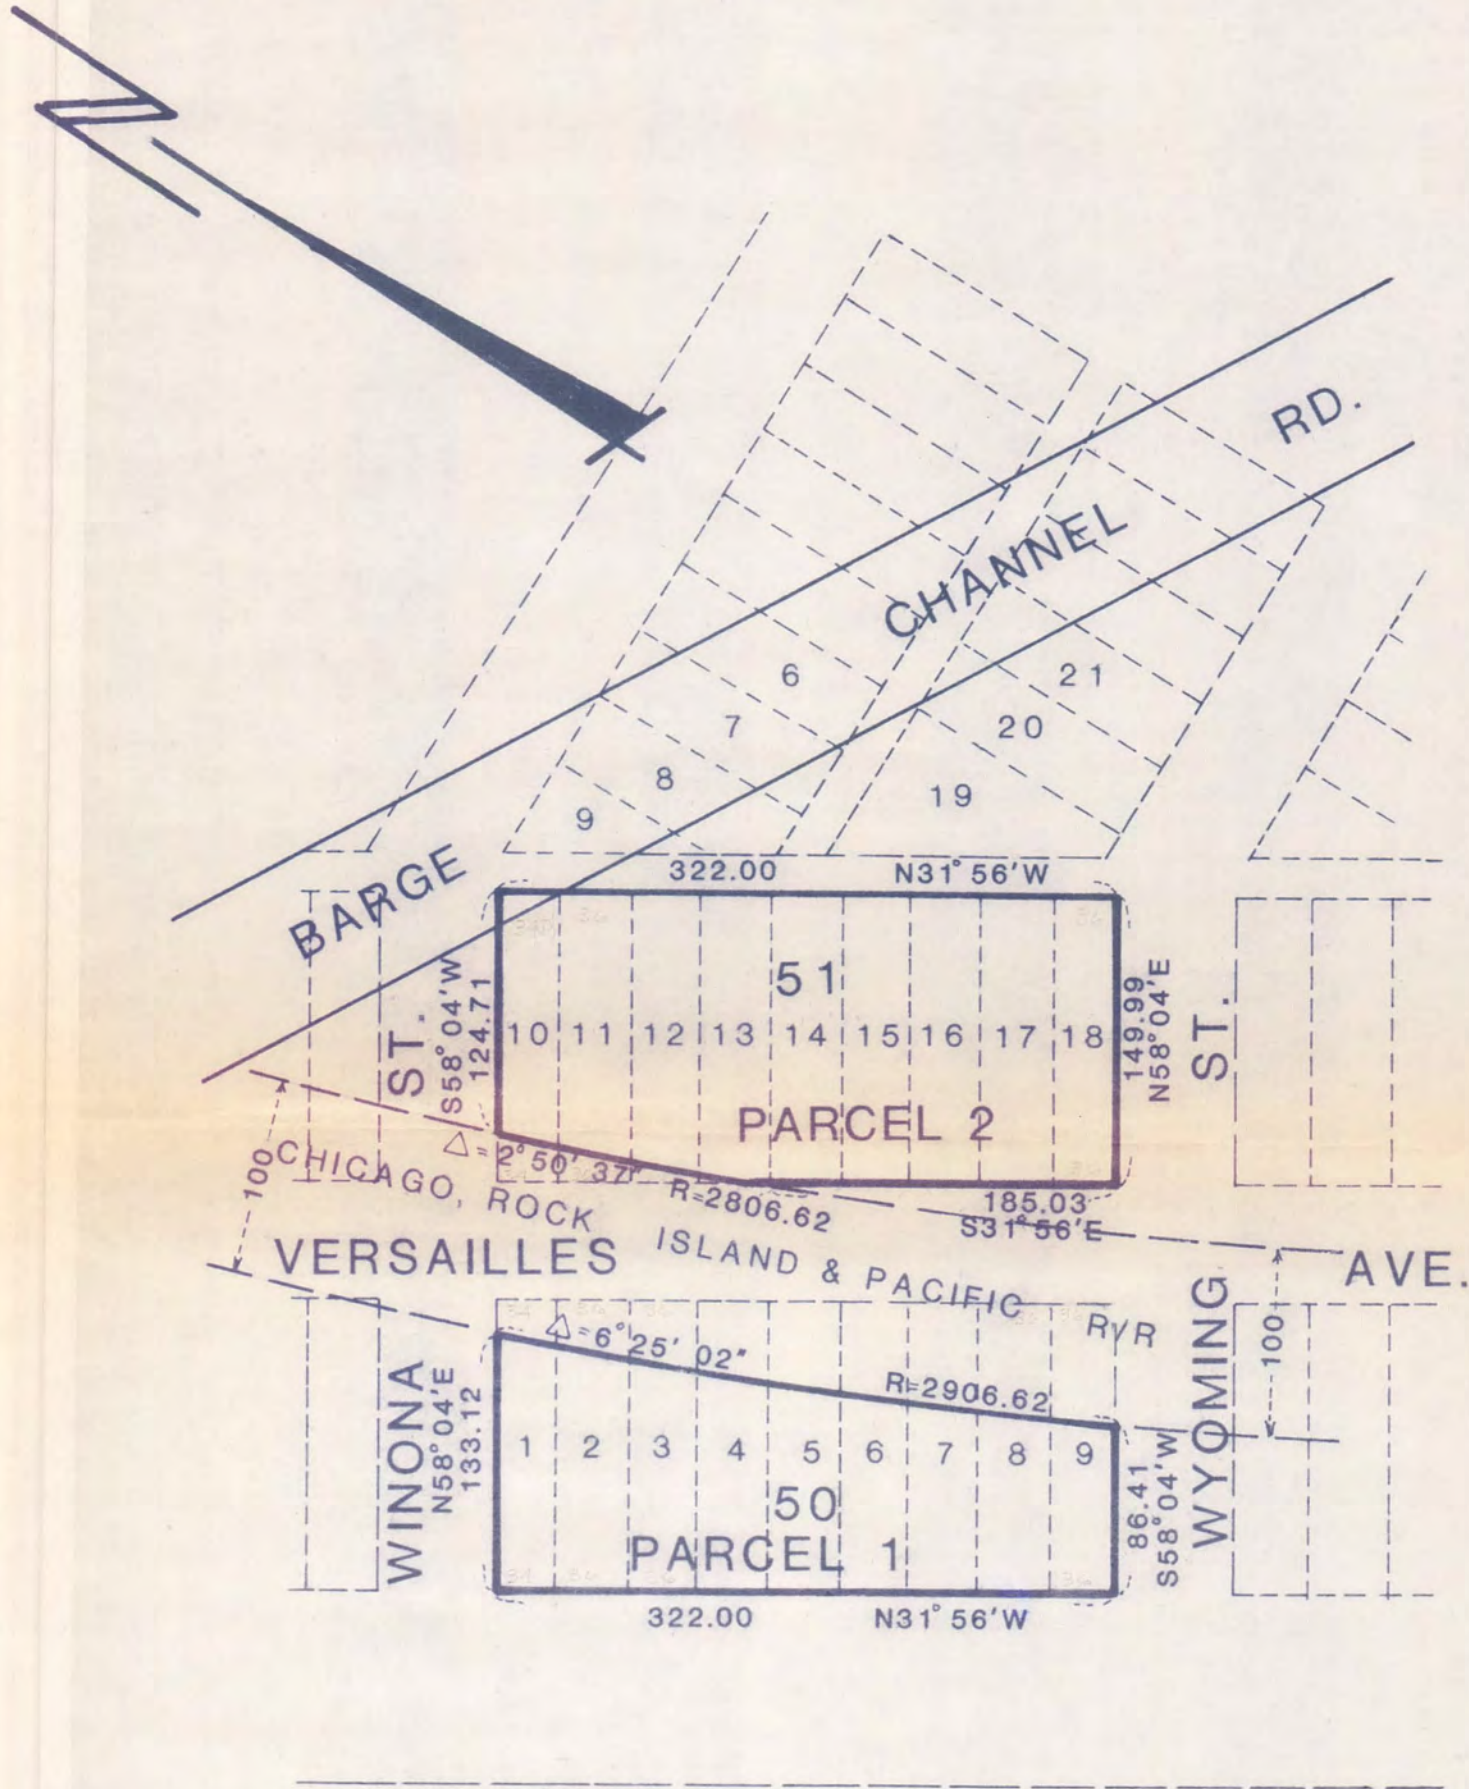 RD.
CHANNEL
6
7
8
9
21
20
19
BARGE
322.00 N31°56'W
ST.
S58°04'W
124.71
51
10 11 12 13 14 15 16 17 18
PARCEL 2
149.99
N58°04'E
ST.
Δ=2°50'37"
R=2806.62
185.03
S31°56'E
100
CHICAGO, ROCK ISLAND & PACIFIC RYR
VERSAILLES AVE.
100
WINONA
N58°04'E
133.12
Δ=6°25'02"
R=2906.62
1 2 3 4 5 6 7 8 9
50
PARCEL 1
86.41
S58°04'W
WYOMING
322.00 N31°56'W